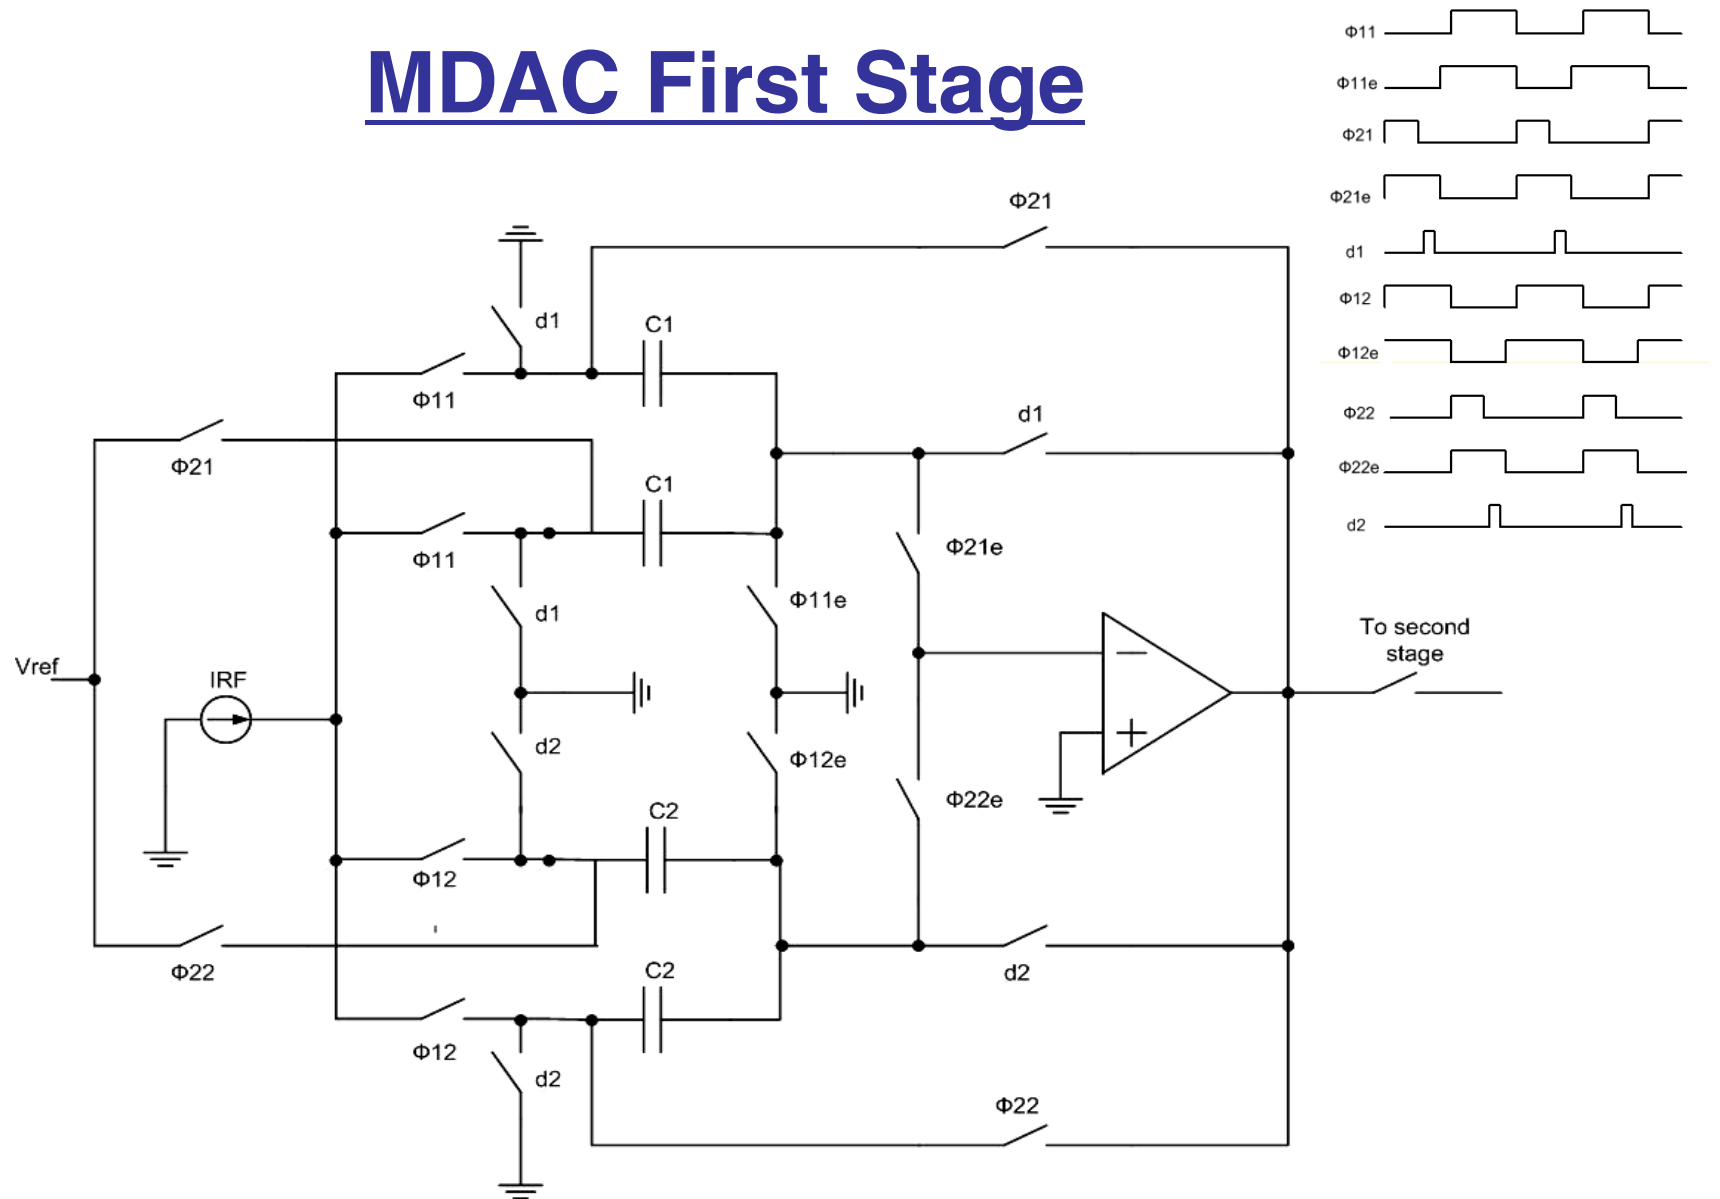 MDAC First Stage
Φ11
Φ11e
Φ21
Φ21e
d1
Φ12
Φ12e
Φ22
Φ22e
d2
Φ21
d1
C1
Φ11
d1
Φ21
C1
Φ21e
Φ11
d1
Φ11e
To second
stage
Vref
IRF
d2
Φ12e
Φ22e
C2
Φ12
Φ22
C2
d2
Φ12
d2
Φ22